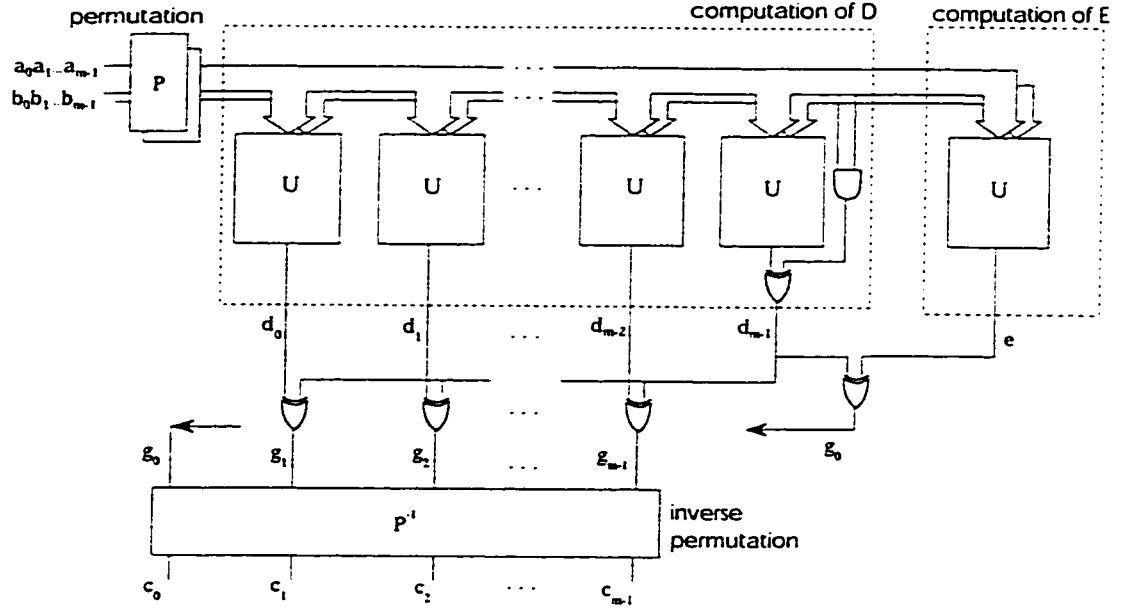 permutation
computation of D
computation of E
a₀a₁...aₘ₋₁
P
b₀b₁..bₘ₋₁
...
U
U
...
U
U
U
d₀
d₁
...
dₘ₋₂
dₘ₋₁
e
...
...
g₀
g₁
g₂
...
gₘ₋₁
g₀
P⁻¹
inverse
permutation
c₀
c₁
c₂
...
cₘ₋₁